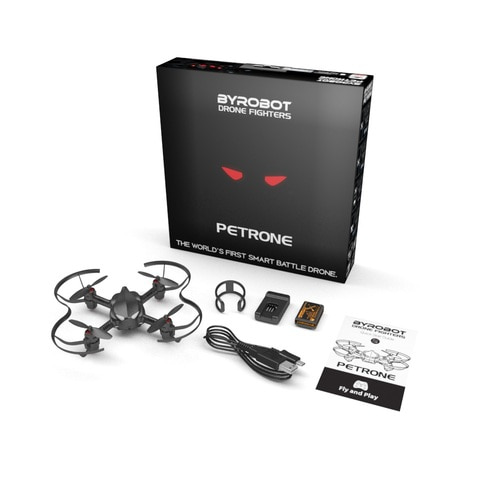 BYROBOT
DRONE FIGHTERS
PETRONE
THE WORLD'S FIRST SMART BATTLE DRONE.
BYROBOT
DRONE FIGHTERS
PETRONE
Fly and Play